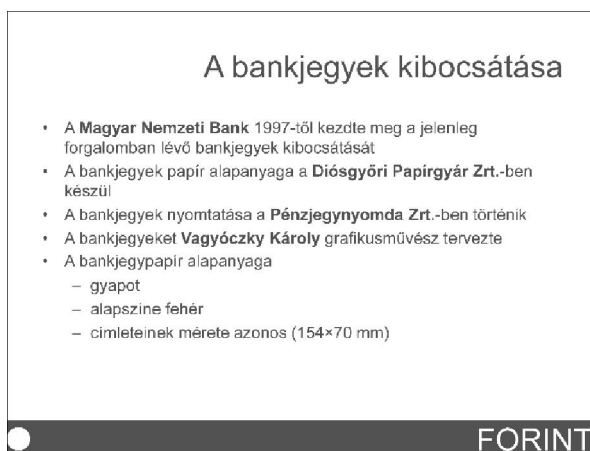 A bankjegyek kibocsátása
• A Magyar Nemzeti Bank 1997-től kezdte meg a jelenleg
forgalomban lévő bankjegyek kibocsátását
• A bankjegyek papír alapanyaga a Diósgyőri Papírgyár Zrt.-ben
készül
• A bankjegyek nyomtatása a Pénzjegynyomda Zrt.-ben történik
• A bankjegyeket Vagyóczky Károly grafikusművész tervezte
• A bankjegypapír alapanyaga
– gyapot
– alapszíne fehér
– címleteinek mérete azonos (154×70 mm)
FORINT